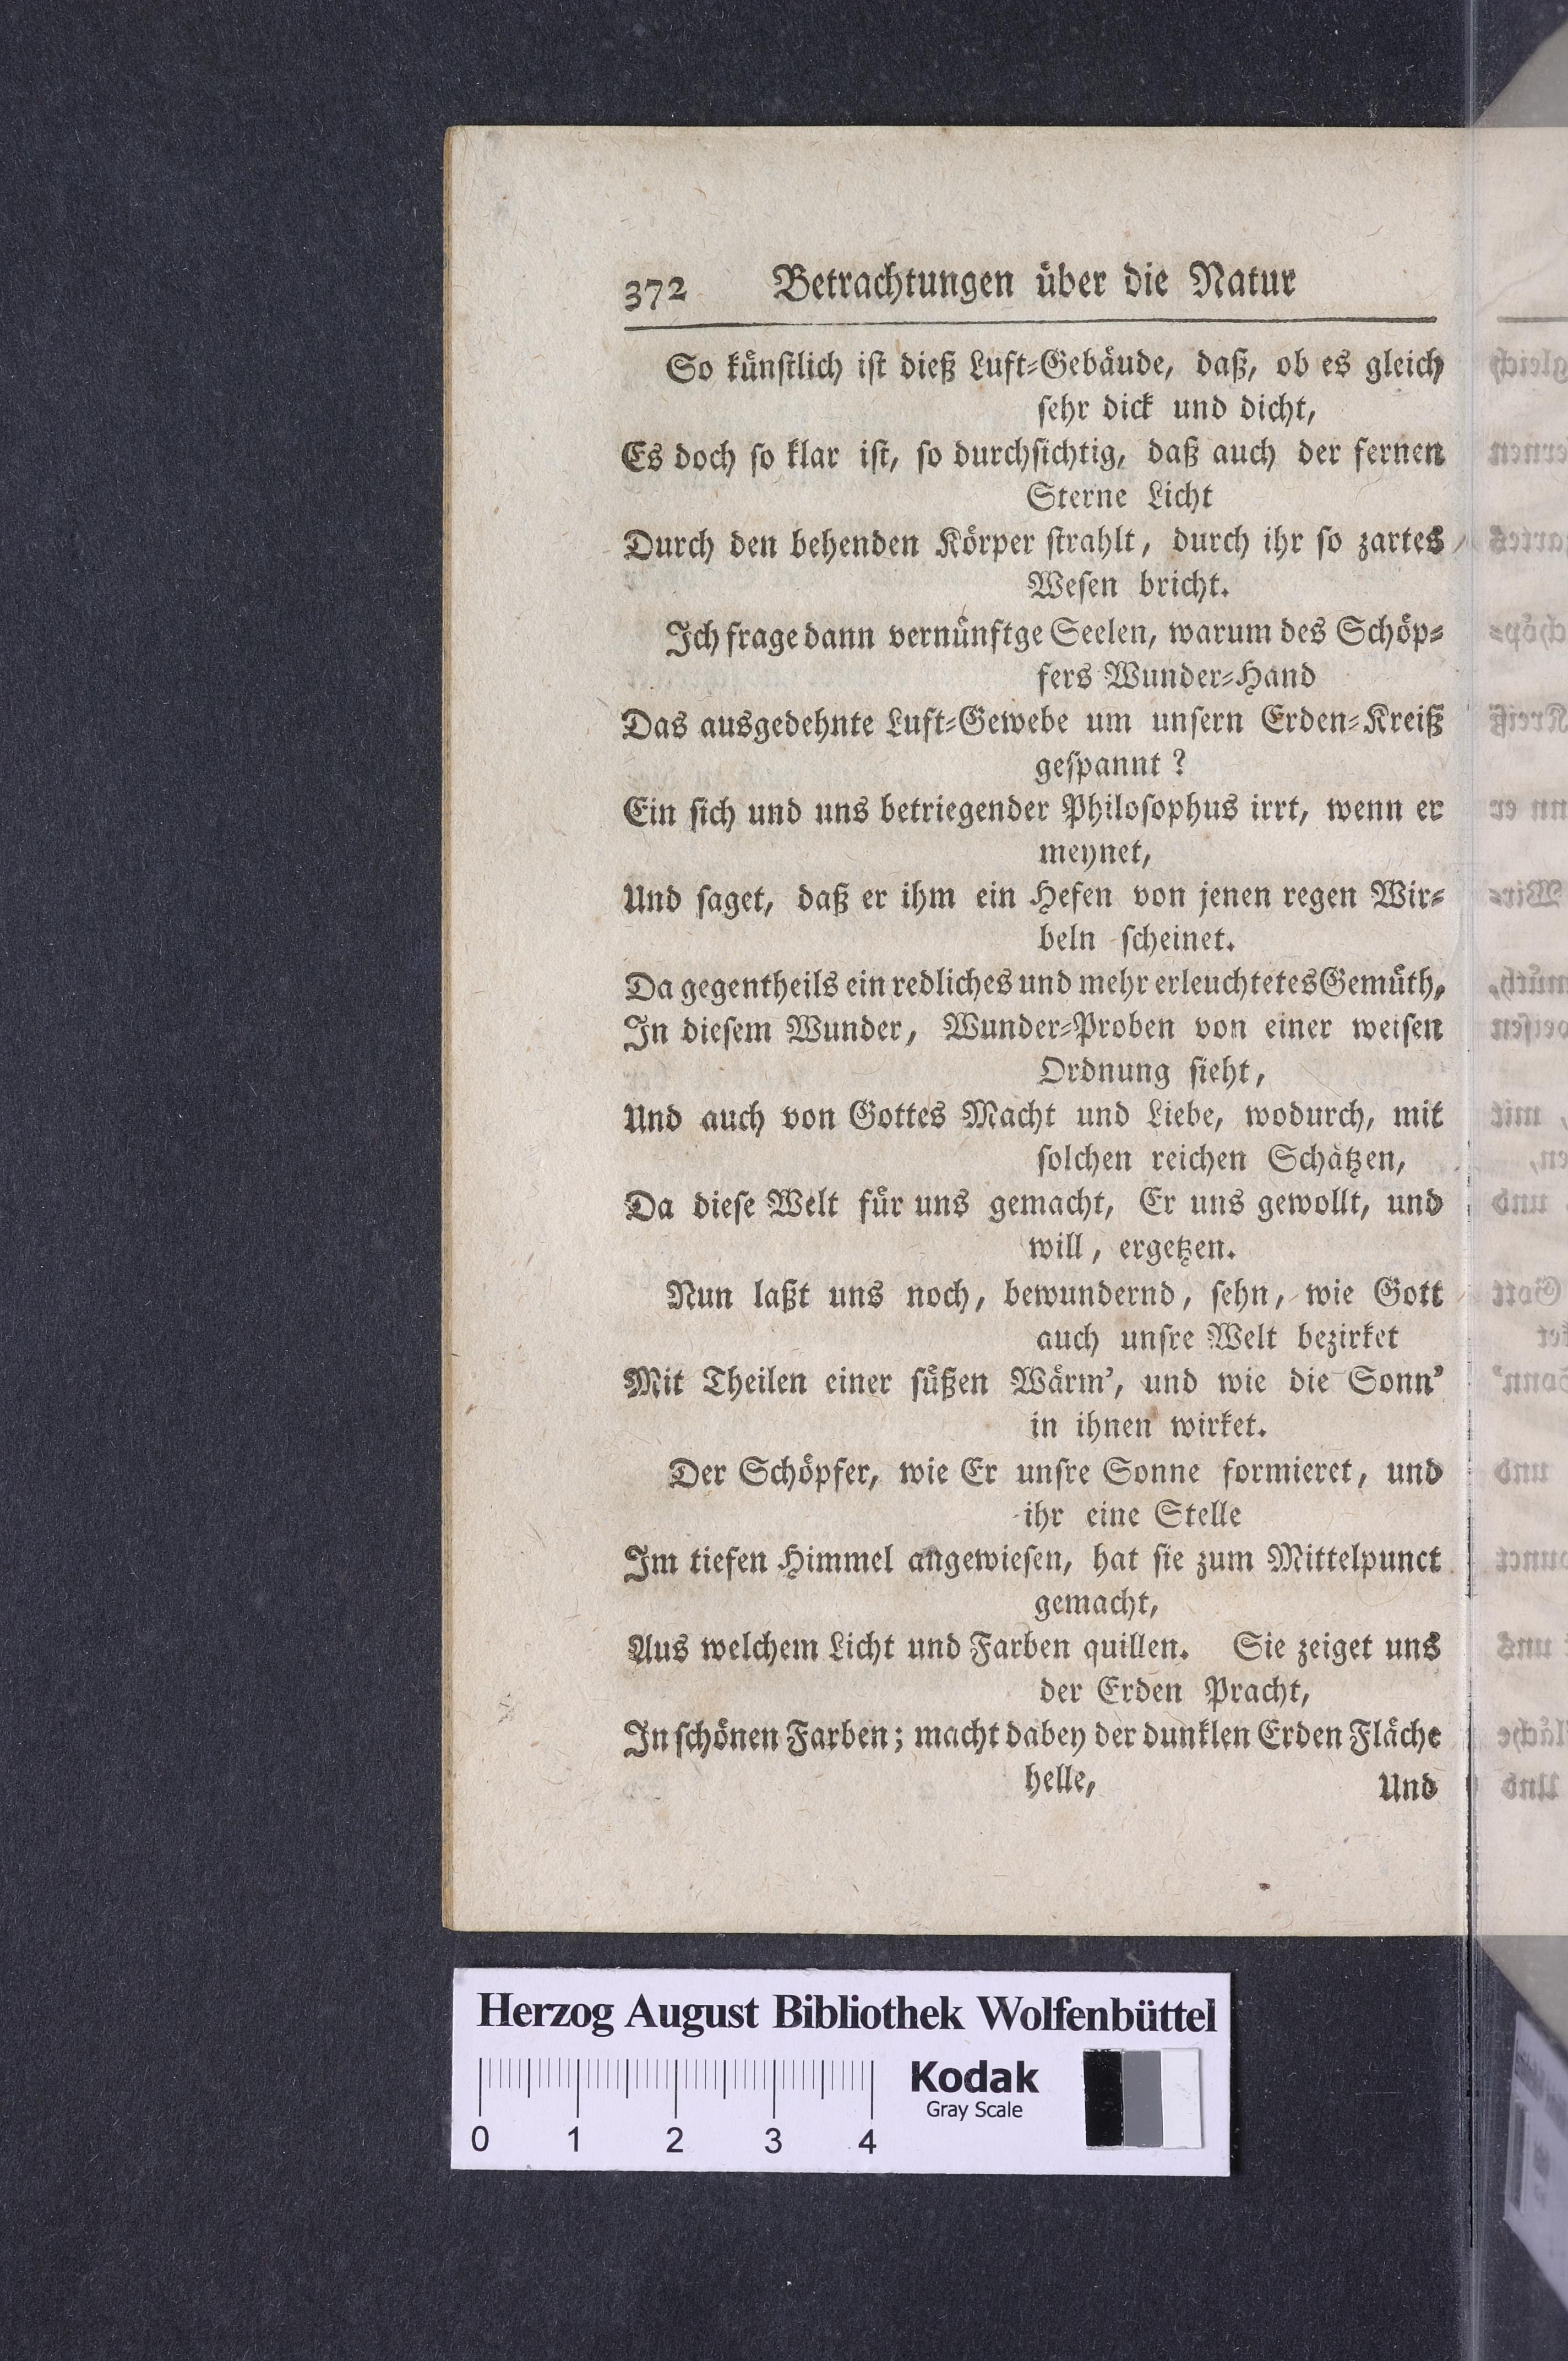 372 Betrachtungen über die Natur
So künſtlich iſt dieß Luft⸗Gebäude, daß, ob es gleich
ſehr dick und dicht,
Es doch ſo klar iſt, ſo durchſichtig, daß auch der fernen
Sterne Licht
Durch den behenden Körper ſtrahlt, durch ihr ſo zartes
Weſen bricht.
Ich frage dann vernünftge Seelen, warum des Schöp⸗
fers Wunder⸗Hand
Das ausgedehnte Luft⸗Gewebe um unſern Erden⸗Kreiß
geſpannt?
Ein ſich und uns betriegender Philoſophus irrt, wenn er
meynet,
Und ſaget, daß er ihm ein Hefen von jenen regen Wir⸗
beln ſcheinet.
Da gegentheils ein redliches und mehr erleuchtetes Gemüth,
In dieſem Wunder, Wunder⸗Proben von einer weiſen
Ordnung ſieht,
Und auch von Gottes Macht und Liebe, wodurch, mit
ſolchen reichen Schätzen,
Da dieſe Welt für uns gemacht, Er uns gewollt, und
will, ergetzen.
Nun laßt uns noch, bewundernd, ſehn, wie Gott
auch unſre Welt bezirket
Mit Theilen einer ſüßen Wärm’, und wie die Sonn’
in ihnen wirket.
Der Schöpfer, wie Er unſre Sonne formieret, und
ihr eine Stelle
Im tiefen Himmel angewieſen, hat ſie zum Mittelpunct
gemacht,
Aus welchem Licht und Farben quillen. Sie zeiget uns
der Erden Pracht,
In ſchönen Farben; macht dabey der dunklen Erden Fläche
helle,
Und
Herzog August Bibliothek Wolfenbüttel
Kodak
Gray Scale
0 1 2 3 4